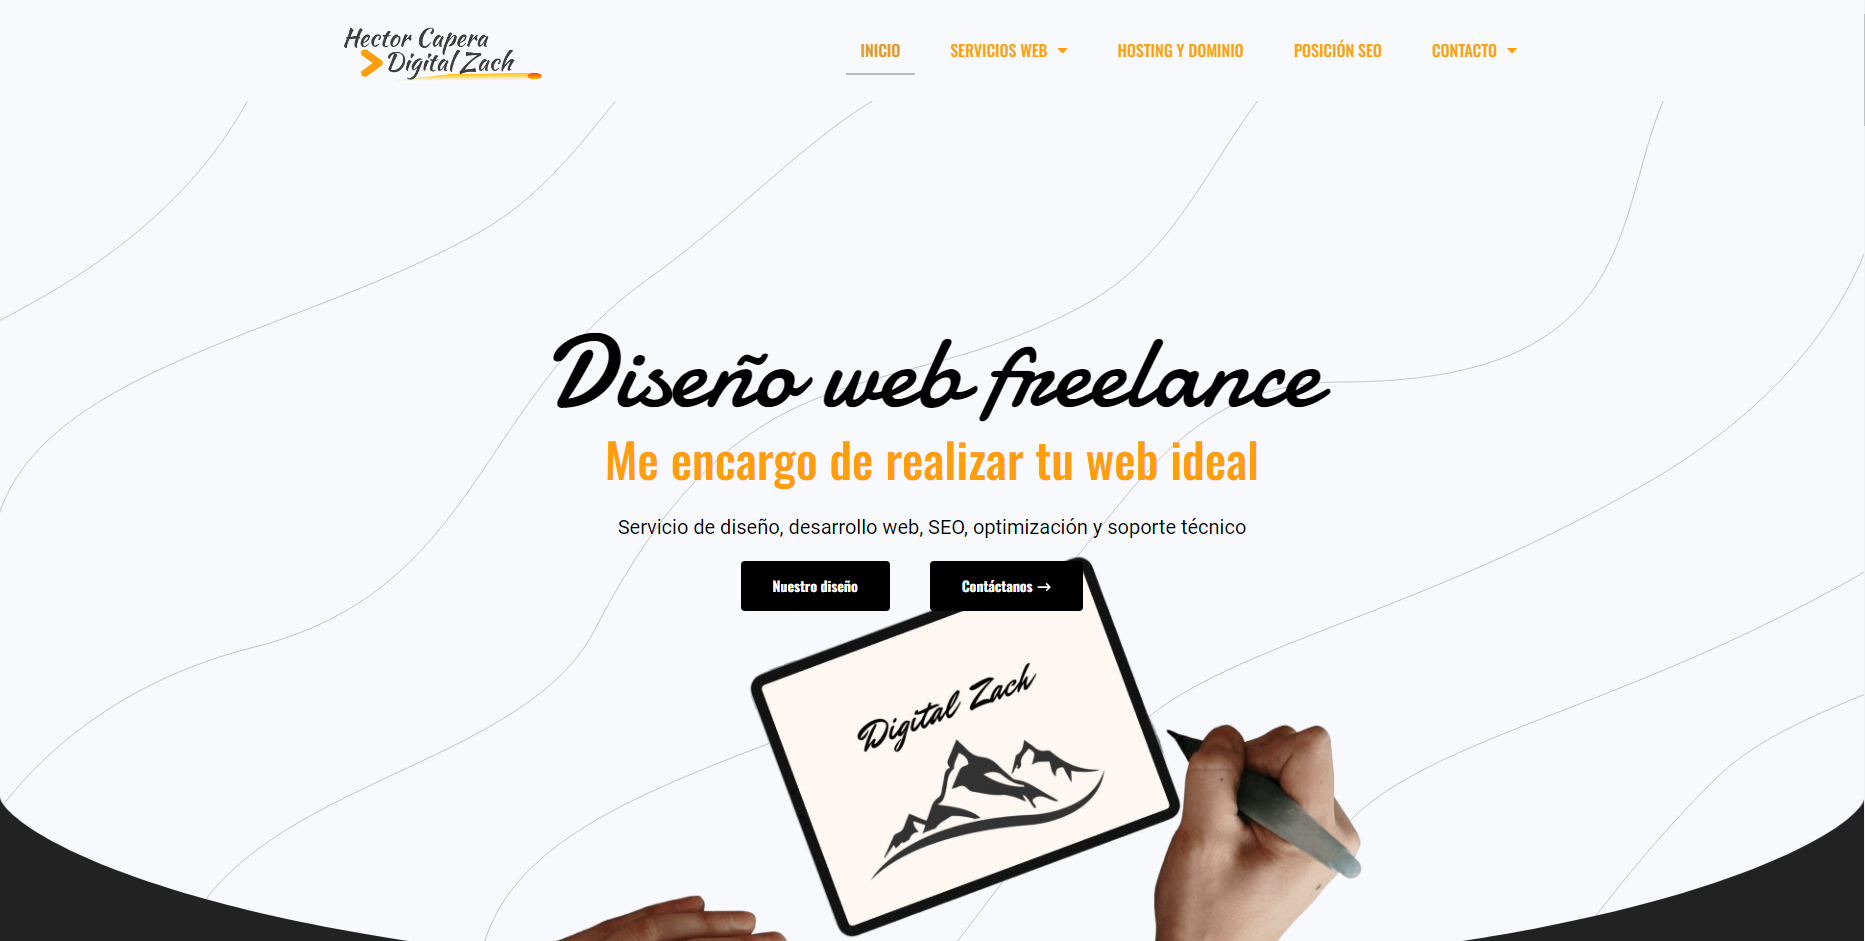 Hector Capera
Digital Zach
INICIO
SERVICIOS WEB
HOSTING Y DOMINIO
POSICIÓN SEO
CONTACTO
Diseño web freelance
Me encargo de realizar tu web ideal
Servicio de diseño, desarrollo web, SEO, optimización y soporte técnico
Nuestro diseño
Contáctanos →
Digital Zach